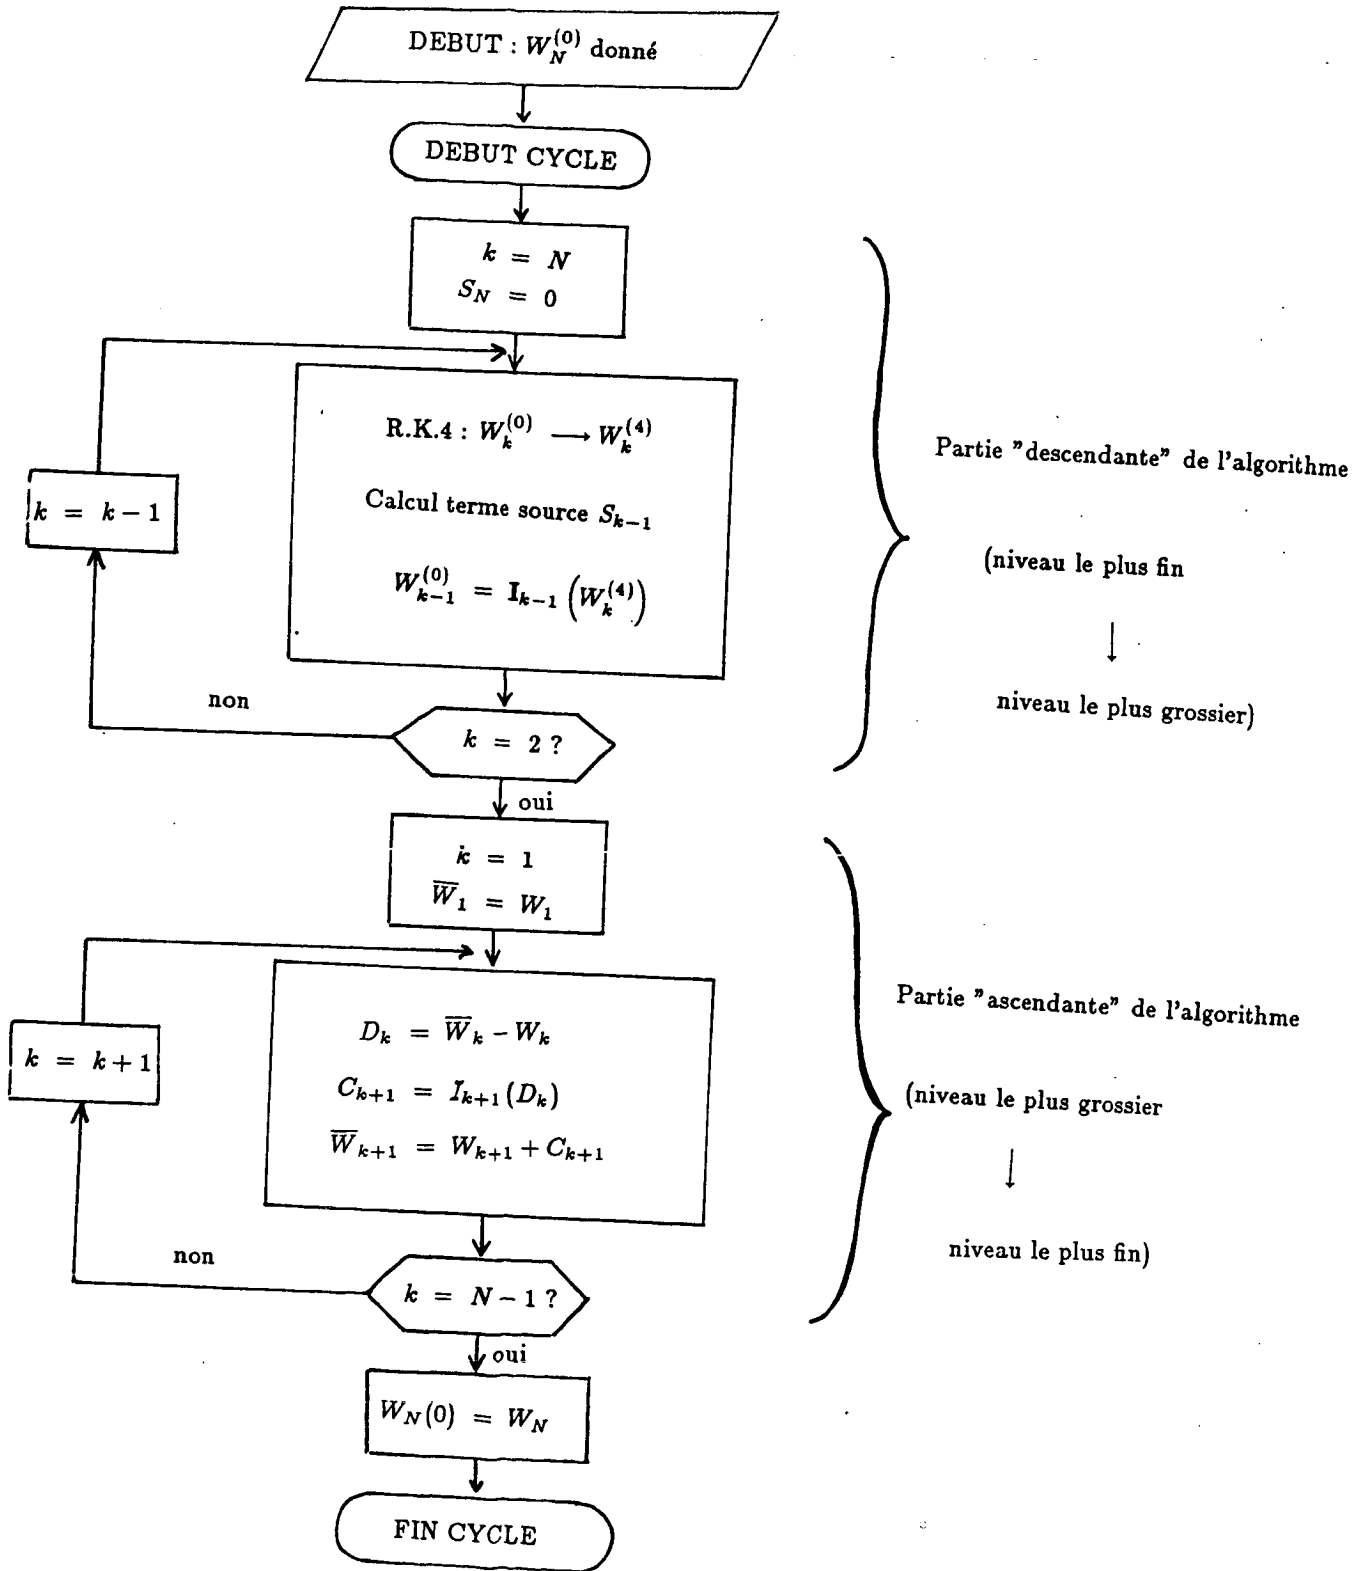 DEBUT : $W_N^{(0)}$ donné
DEBUT CYCLE
$k = N$
$S_N = 0$
R.K.4 : $W_k^{(0)} \longrightarrow W_k^{(4)}$
Calcul terme source $S_{k-1}$
$W_{k-1}^{(0)} = \mathbf{I}_{k-1}\left(W_k^{(4)}\right)$
$k = k-1$
non
$k = 2$ ?
oui
Partie "descendante" de l'algorithme
(niveau le plus fin
↓
niveau le plus grossier)
$k = 1$
$\overline{W}_1 = W_1$
$D_k = \overline{W}_k - W_k$
$C_{k+1} = I_{k+1}(D_k)$
$\overline{W}_{k+1} = W_{k+1} + C_{k+1}$
$k = k+1$
non
$k = N-1$ ?
oui
Partie "ascendante" de l'algorithme
(niveau le plus grossier
↓
niveau le plus fin)
$W_N(0) = W_N$
FIN CYCLE